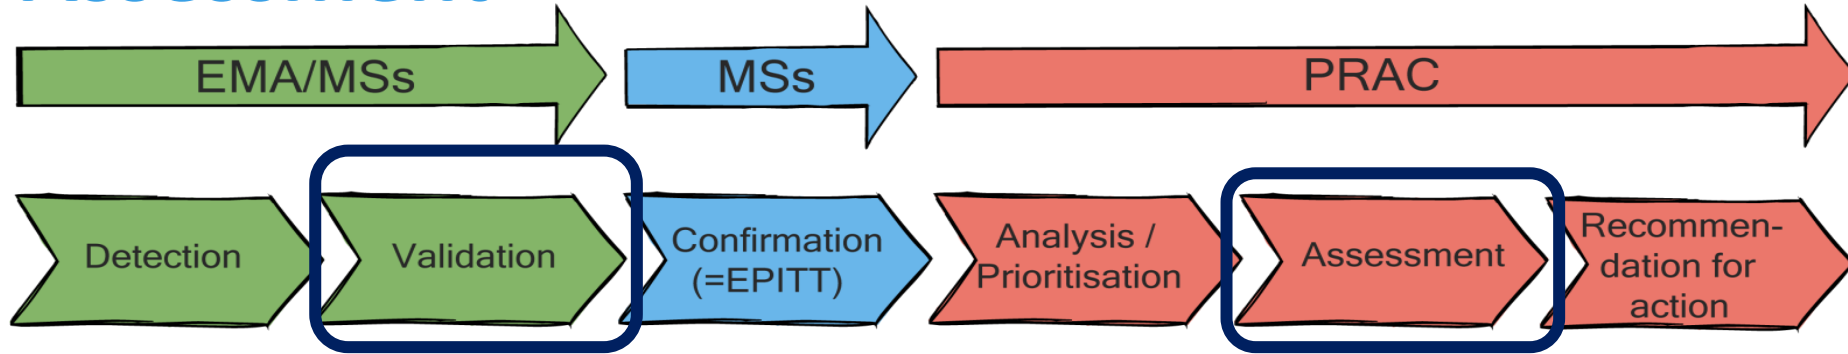 EMA/MSs
MSs
PRAC
Detection
Validation
Confirmation
(=EPITT)
Analysis /
Prioritisation
Assessment
Recommen-
dation for
action